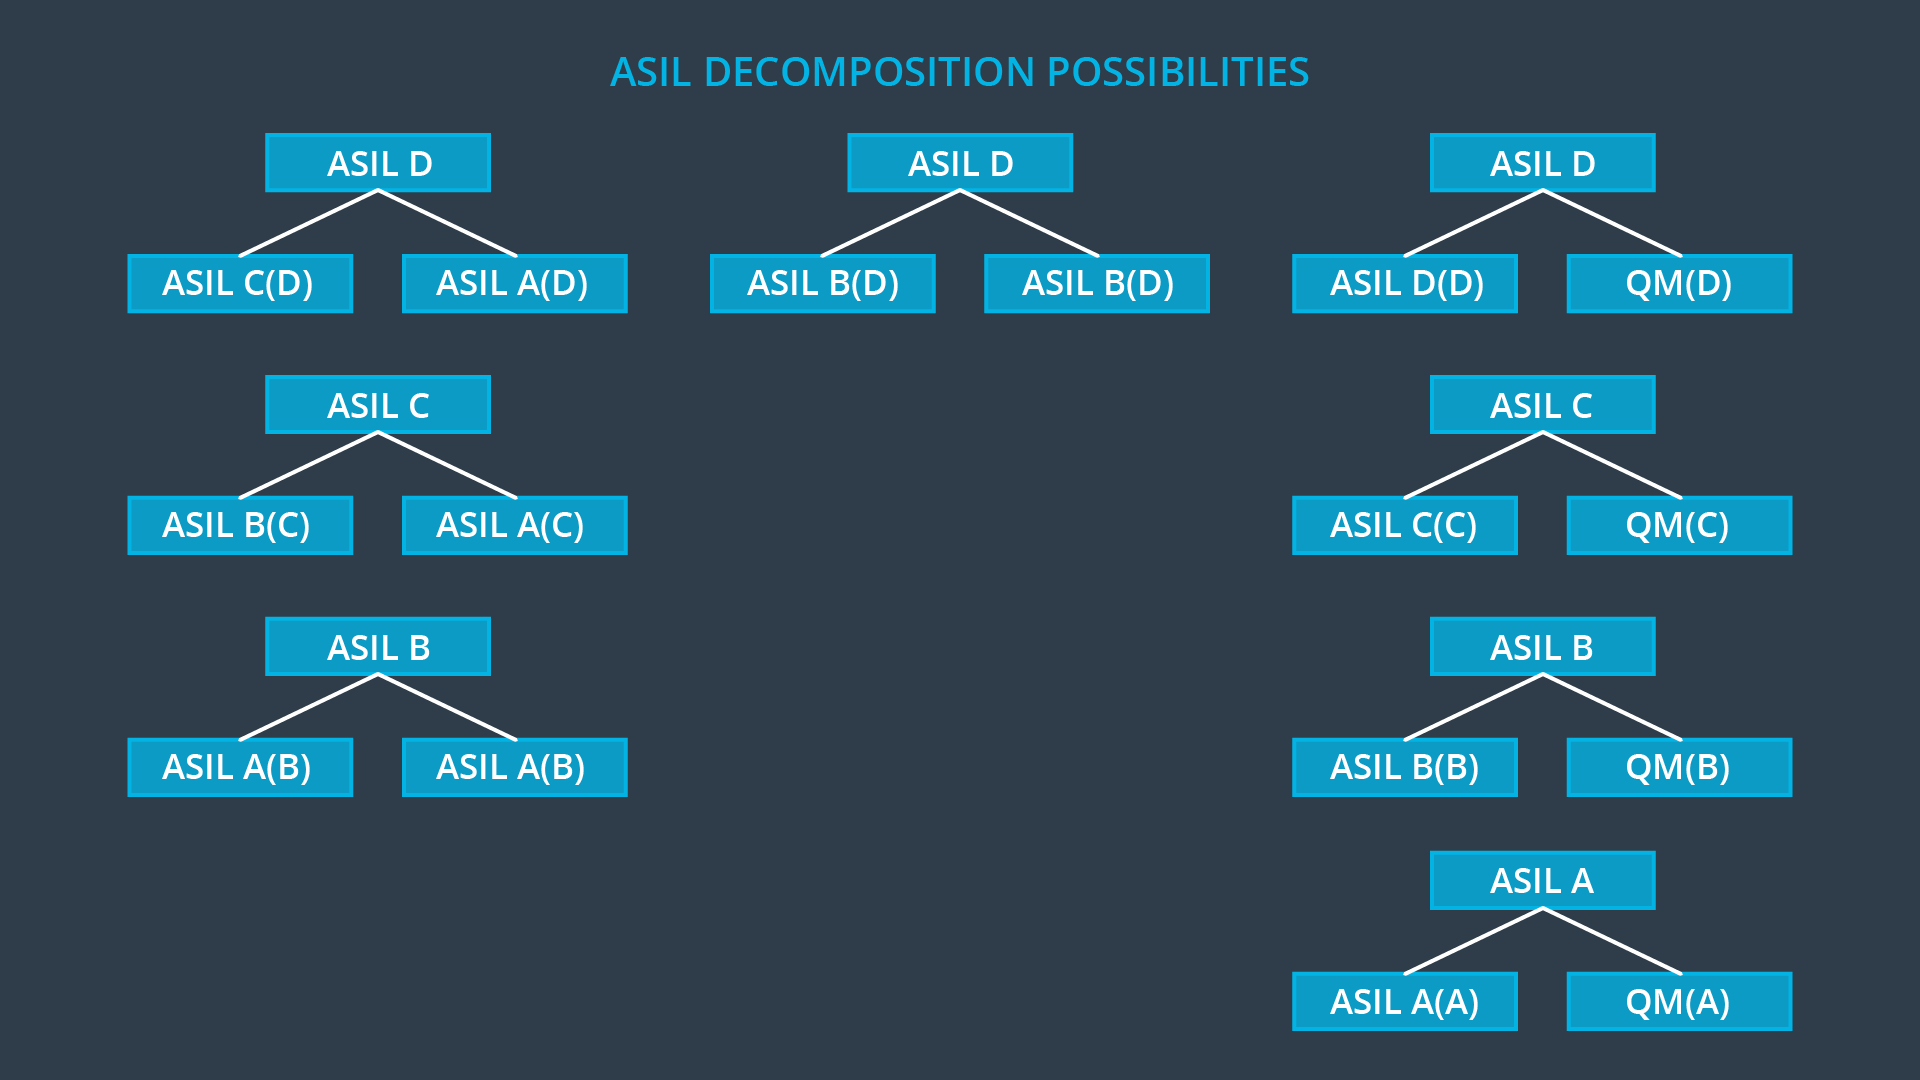 ASIL DECOMPOSITION POSSIBILITIES
ASIL D
ASIL D
ASIL D
ASIL C(D)
ASIL A(D)
ASIL B(D)
ASIL B(D)
ASIL D(D)
QM(D)
ASIL C
ASIL C
ASIL B(C)
ASIL A(C)
ASIL C(C)
QM(C)
ASIL B
ASIL B
ASIL A(B)
ASIL A(B)
ASIL B(B)
QM(B)
ASIL A
ASIL A(A)
QM(A)